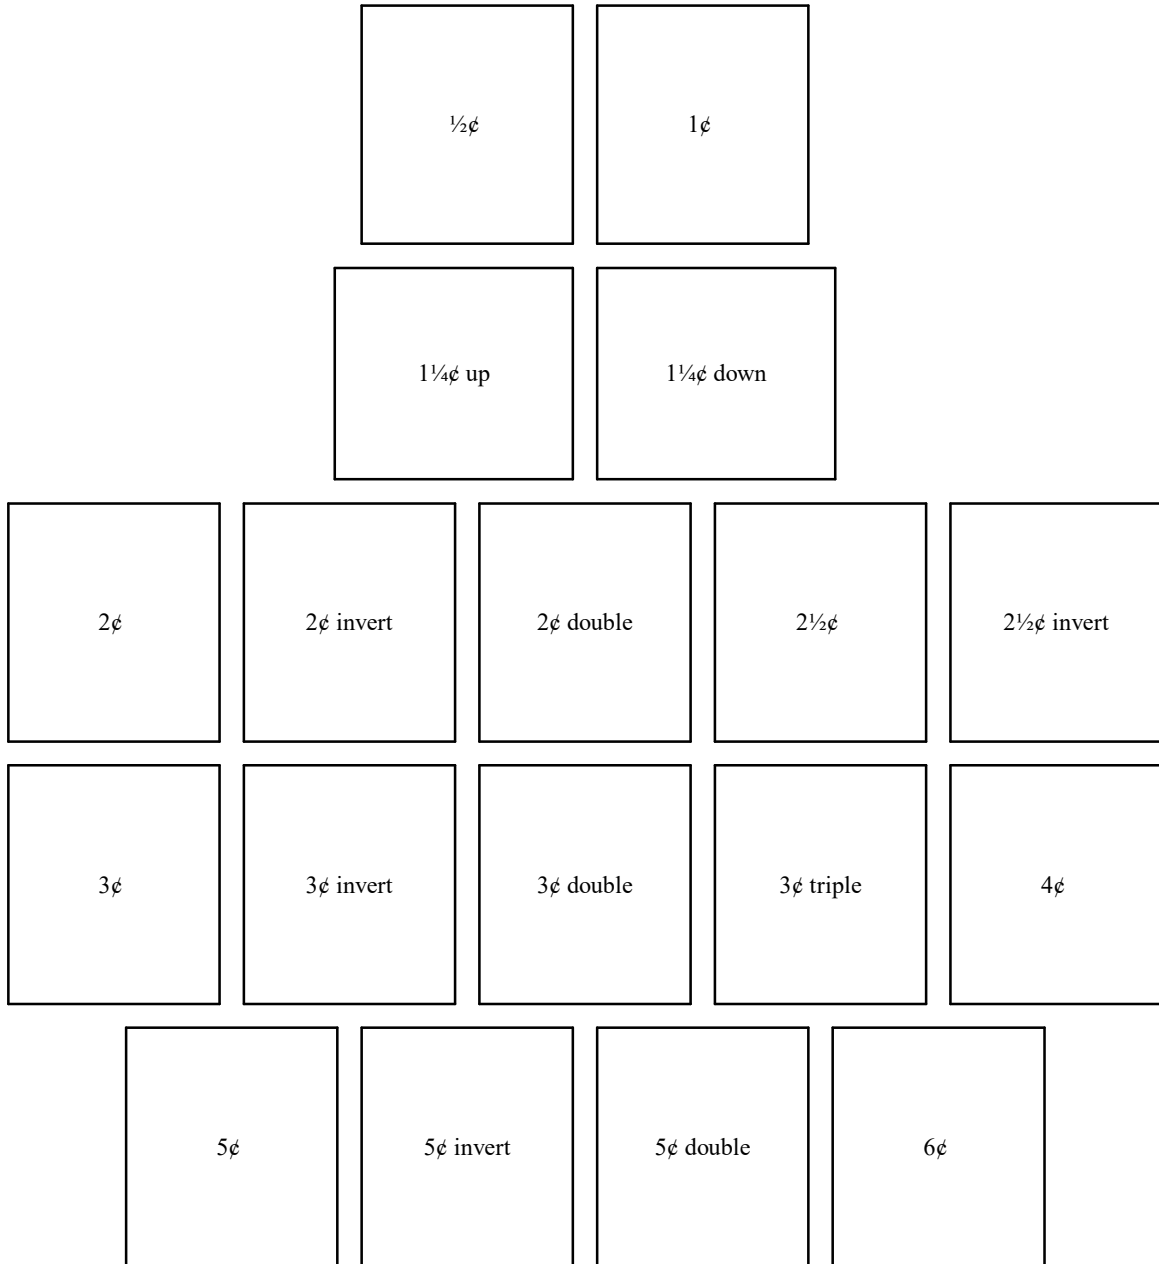 ½¢
1¢
1¼¢ up
1¼¢ down
2¢
2¢ invert
2¢ double
2½¢
2½¢ invert
3¢
3¢ invert
3¢ double
3¢ triple
4¢
5¢
5¢ invert
5¢ double
6¢